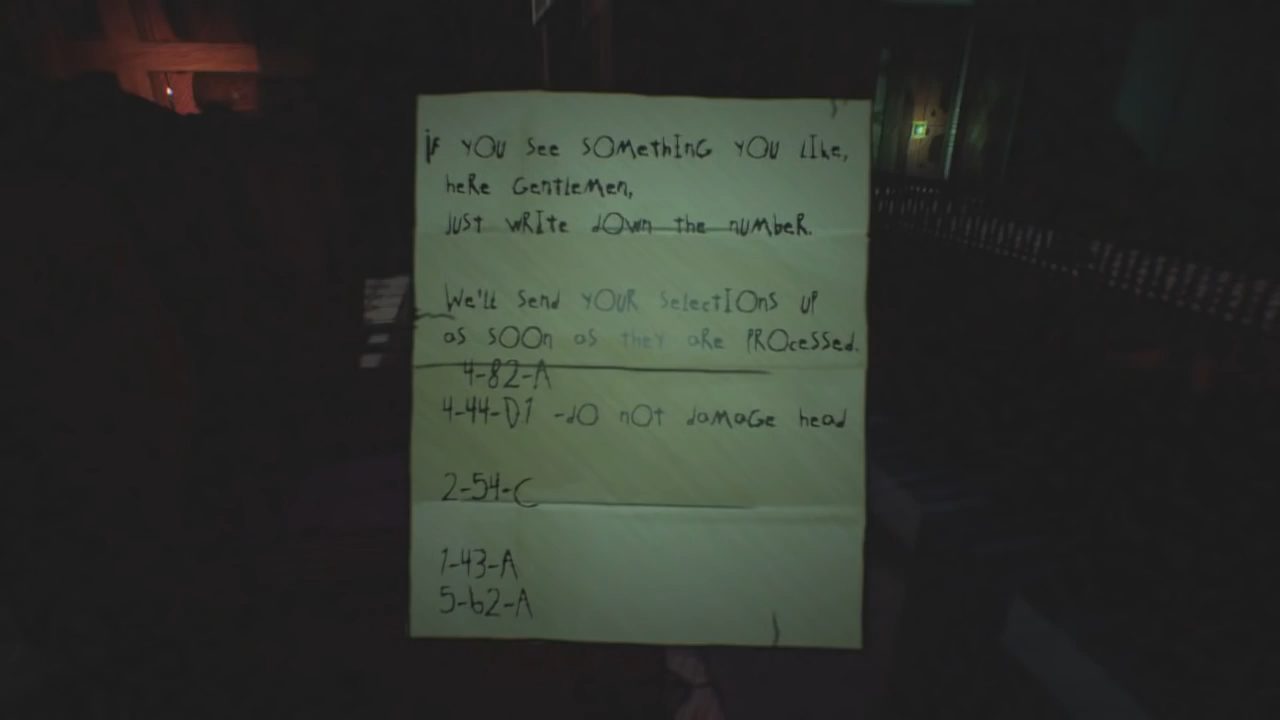 if YOU see SOMethInG YOU LIke,
heRe GentleMen,
just wRIte dOwn the nuMbeR.
We'll send YOUR selectIOns uP
as sOOn as they aRe PROcessed.
4-82-A
4-44-D1 -dO nOt daMaGe head
2-54-C
1-43-A
5-62-A